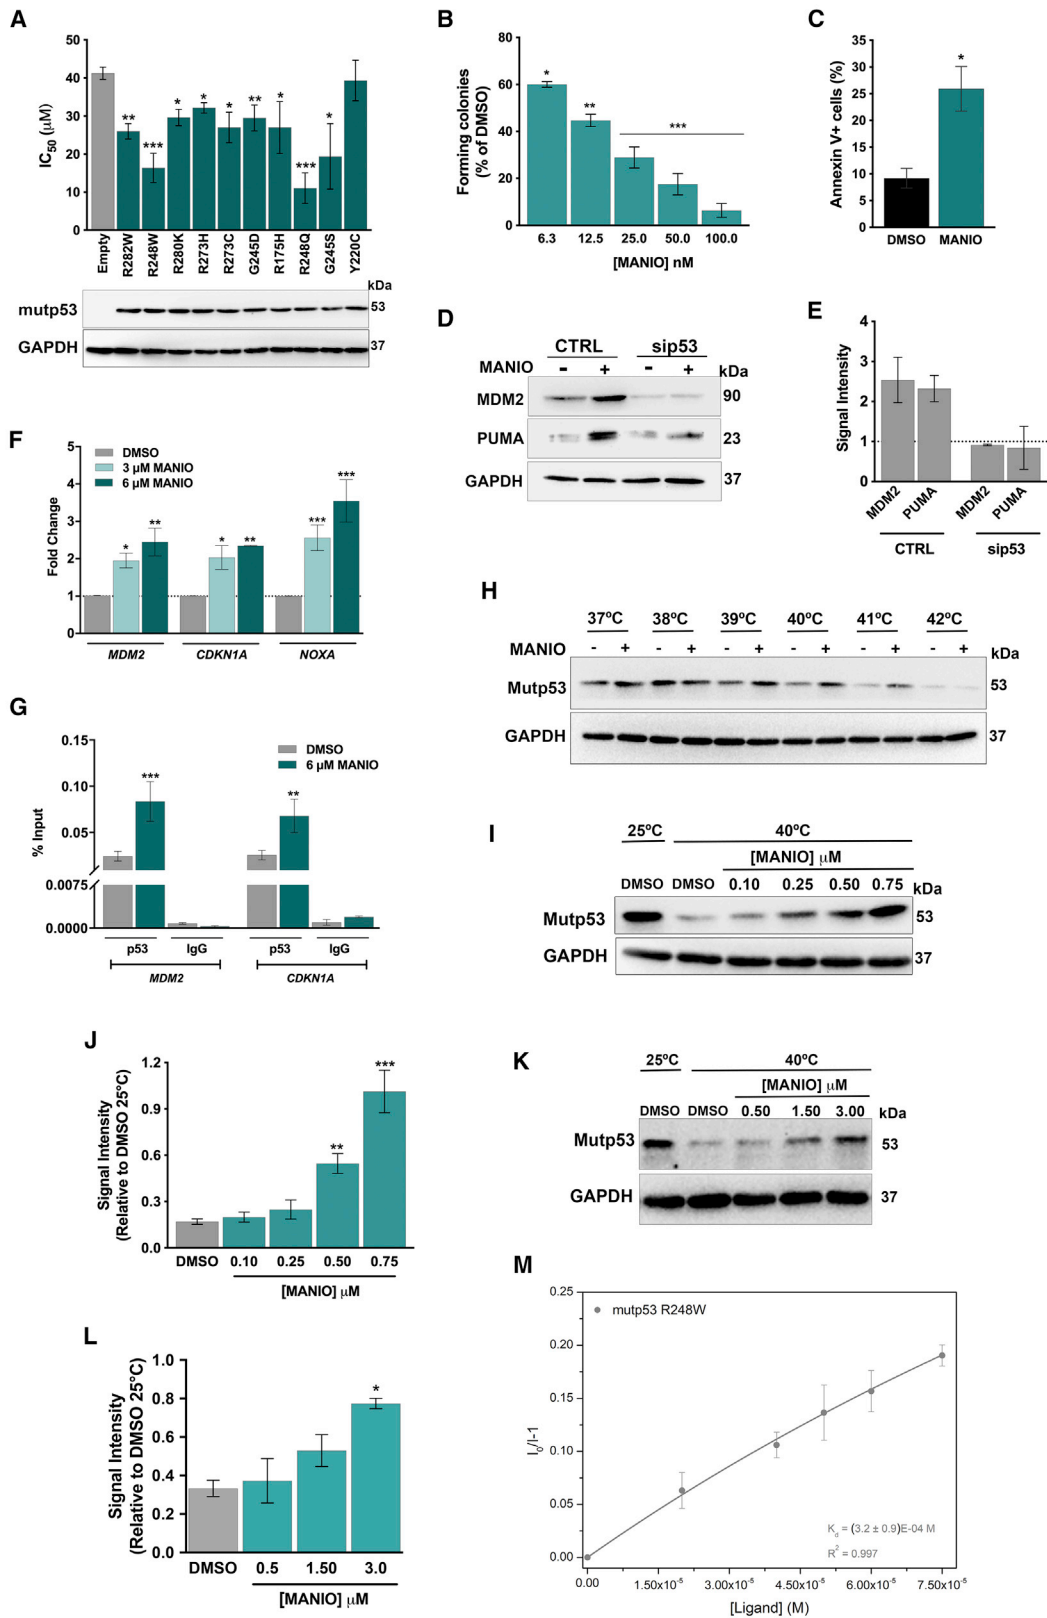 A
IC50 (μM)
50
40
30
20
10
0
Empty
R282W
R248W
R280K
R273H
R273C
G245D
R175H
R248Q
G245S
Y220C
**
***
*
*
*
**
*
***
*
kDa
mutp53
53
GAPDH
37
B
Forming colonies
(% of DMSO)
80
60
40
20
0
*
**
***
6.3 12.5 25.0 50.0 100.0
[MANIO] nM
C
Annexin V+ cells (%)
35
30
25
20
15
10
5
0
*
DMSO MANIO
D
CTRL sip53
MANIO - + - + kDa
MDM2 90
PUMA 23
GAPDH 37
E
Signal Intensity
4
3
2
1
0
MDM2 PUMA MDM2 PUMA
CTRL sip53
F
DMSO
3 μM MANIO
6 μM MANIO
Fold Change
5
4
3
2
1
0
* ** * ** *** ***
MDM2 CDKN1A NOXA
G
DMSO
6 μM MANIO
% Input
0.15
0.10
0.05
0.0075
0.0000
*** **
p53 IgG p53 IgG
MDM2 CDKN1A
H
37ºC 38ºC 39ºC 40ºC 41ºC 42ºC
MANIO - + - + - + - + - + - + kDa
Mutp53 53
GAPDH 37
I
25ºC 40ºC
[MANIO] μM
DMSO DMSO 0.10 0.25 0.50 0.75 kDa
Mutp53 53
GAPDH 37
J
Signal Intensity
(Relative to DMSO 25°C)
1.2
0.9
0.6
0.3
0.0
** ***
DMSO 0.10 0.25 0.50 0.75
[MANIO] μM
K
25ºC 40ºC
[MANIO] μM
DMSO DMSO 0.50 1.50 3.00 kDa
Mutp53 53
GAPDH 37
L
Signal Intensity
(Relative to DMSO 25°C)
1.0
0.8
0.6
0.4
0.2
0.0
*
DMSO 0.5 1.50 3.0
[MANIO] μM
M
mutp53 R248W
I0/I-1
0.25
0.20
0.15
0.10
0.05
0.00
Kd = (3.2 ± 0.9)E-04 M
R2 = 0.997
0.00 1.50x10-5 3.00x10-5 4.50x10-5 6.00x10-5 7.50x10-5
[Ligand] (M)